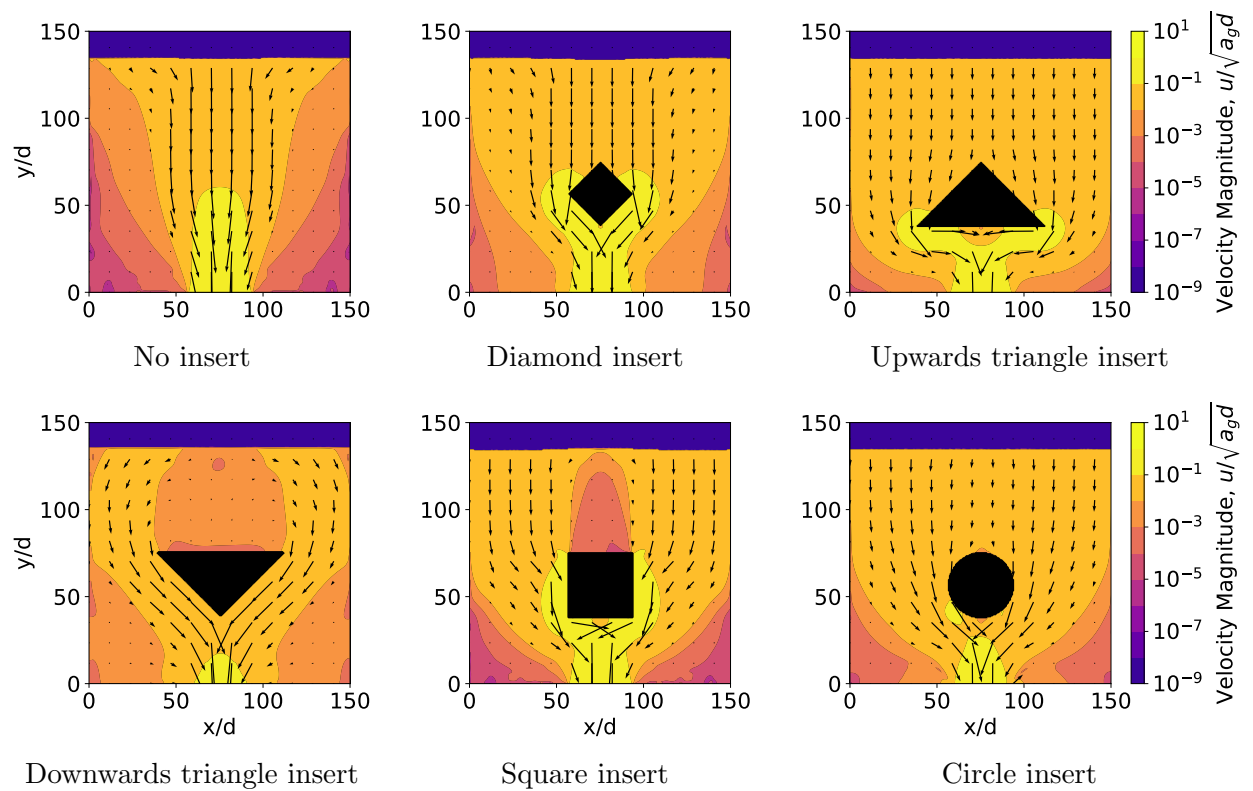 150
100
50
0
y/d
0 50 100 150
No insert
150
100
50
0
0 50 100 150
x/d
Diamond insert
150
100
50
0
0 50 100 150
Upwards triangle insert
10^1
10^-1
10^-3
10^-5
10^-7
10^-9
Velocity Magnitude, u/√a_g d
150
100
50
0
y/d
0 50 100 150
x/d
Downwards triangle insert
150
100
50
0
0 50 100 150
x/d
Square insert
150
100
50
0
0 50 100 150
x/d
Circle insert
10^1
10^-1
10^-3
10^-5
10^-7
10^-9
Velocity Magnitude, u/√a_g d